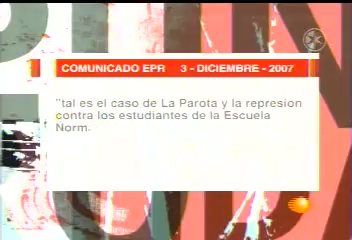 COMUNICADO EPR 3 - DICIEMBRE - 2007
"tal es el caso de La Parota y la represion
contra los estudiantes de la Escuela
Norm.